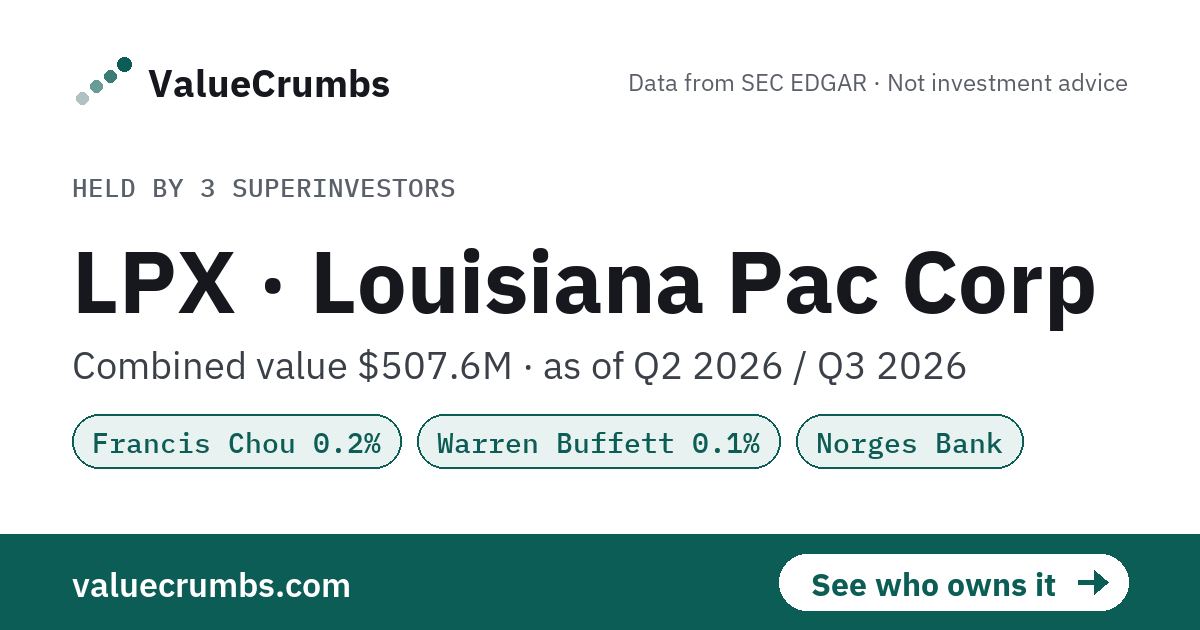 ValueCrumbs
Data from SEC EDGAR · Not investment advice
HELD BY 3 SUPERINVESTORS
LPX · Louisiana Pac Corp
Combined value $507.6M · as of Q2 2026 / Q3 2026
Francis Chou 0.2%
Warren Buffett 0.1%
Norges Bank
valuecrumbs.com
See who owns it →